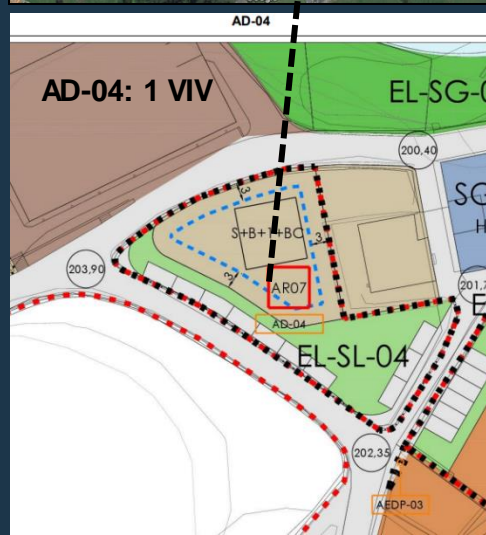 AD-04
AD-04: 1 VIV
EL-SG-0
200,40
SG
H
S+B+1+BC
3
3
3
203,90
201,7
E
AR07
AD-04
EL-SL-04
202,35
AEDP-03